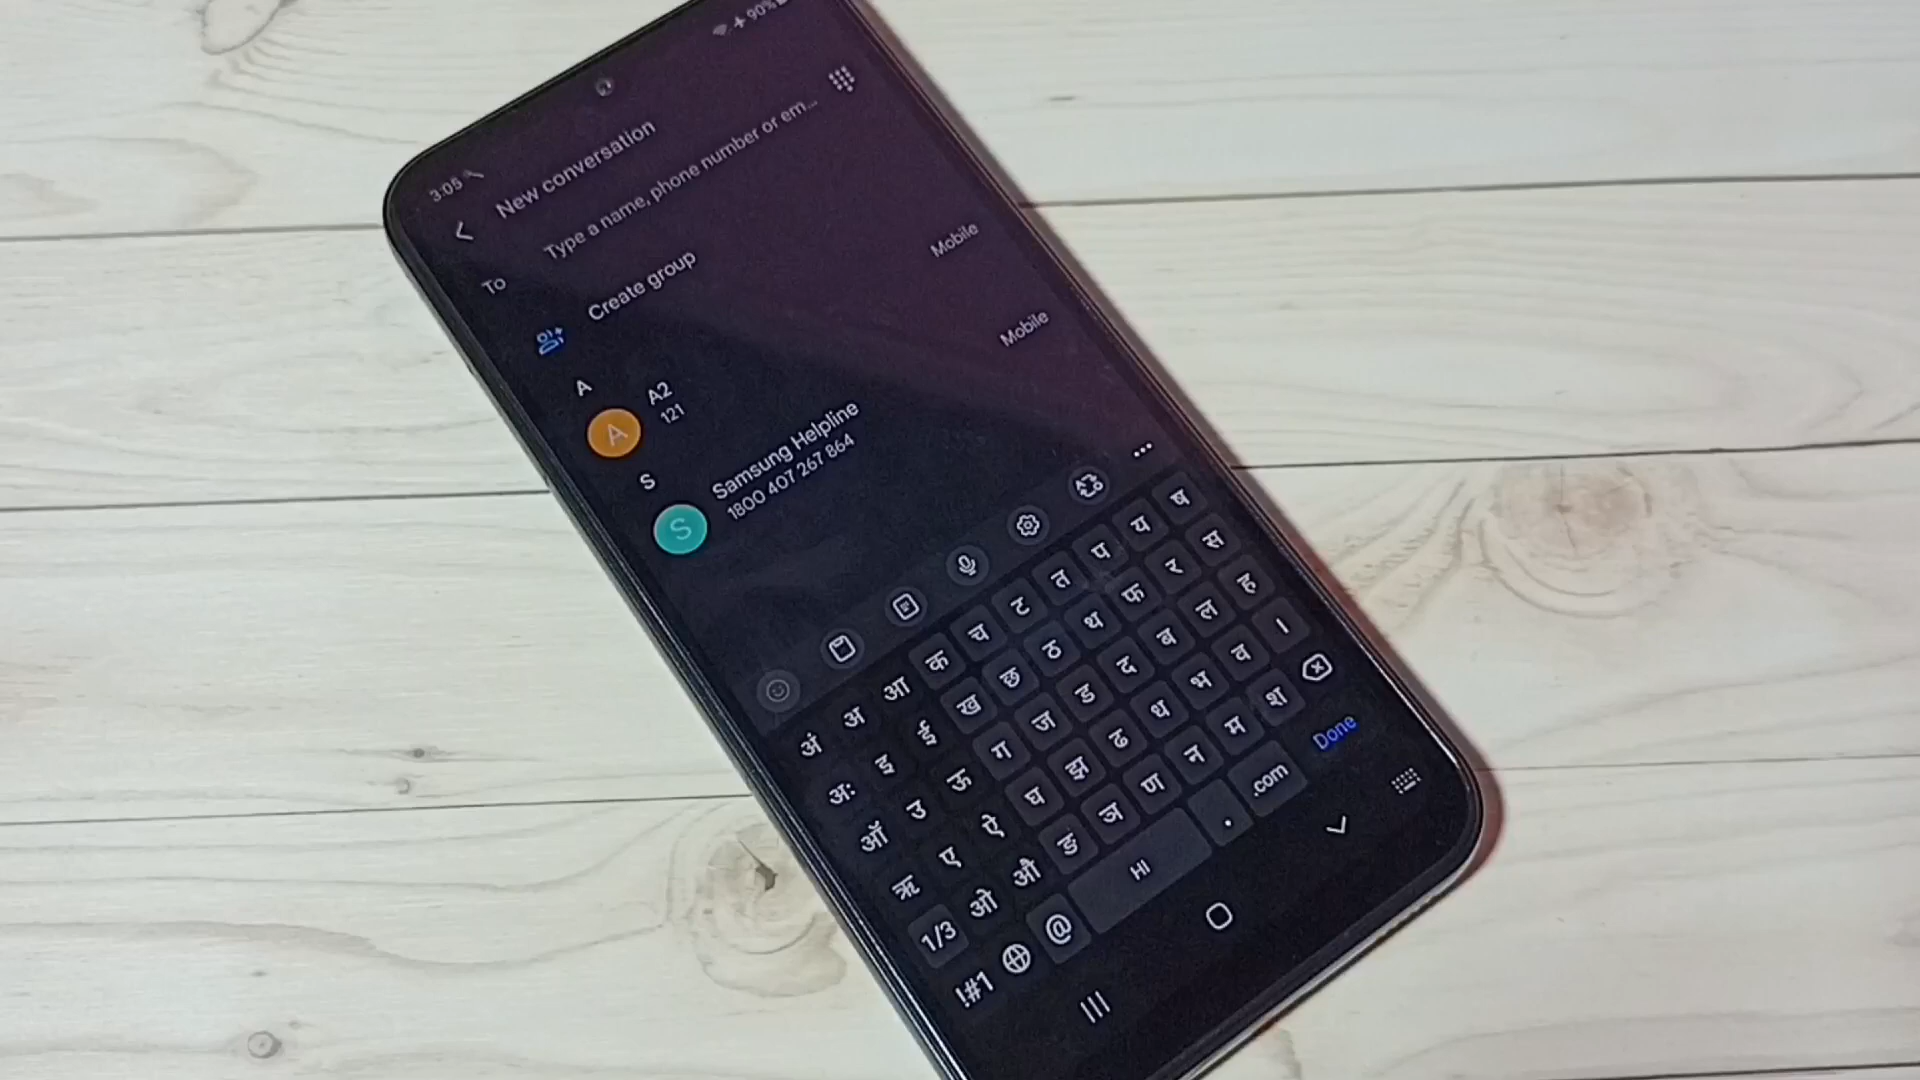 3:05
90%
New conversation
To
Type a name, phone number or em...
Create group
A
A
A2
121
Mobile
S
S
Samsung Helpline
1800 407 267 864
Mobile
अं अ आ क च ट त प य ष
अः इ ई ख छ ठ थ फ र स
ऑ उ ऊ ग ज ड द ब ल ह
ऋ ए ऐ घ झ ढ ध भ व ।
1/3 ओ औ ङ ञ ण न म श
!#1 @ HI . .com Done